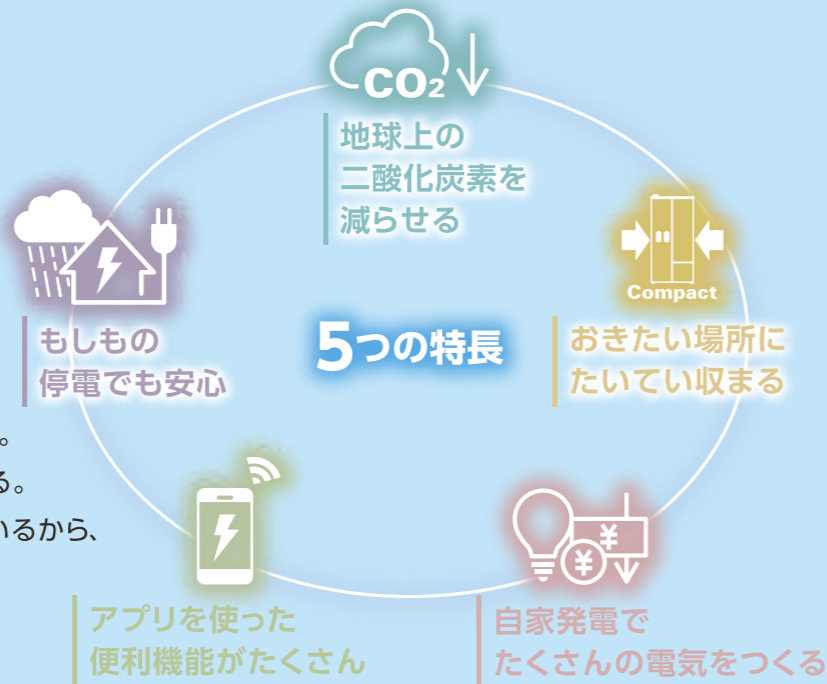 CO2
地球上の
二酸化炭素を
減らせる
Compact
おきたい場所に
たいてい収まる
5つの特長
もしもの
停電でも安心
。
る。
いるから、
¥
¥
アプリを使った
便利機能がたくさん
自家発電で
たくさんの電気をつくる